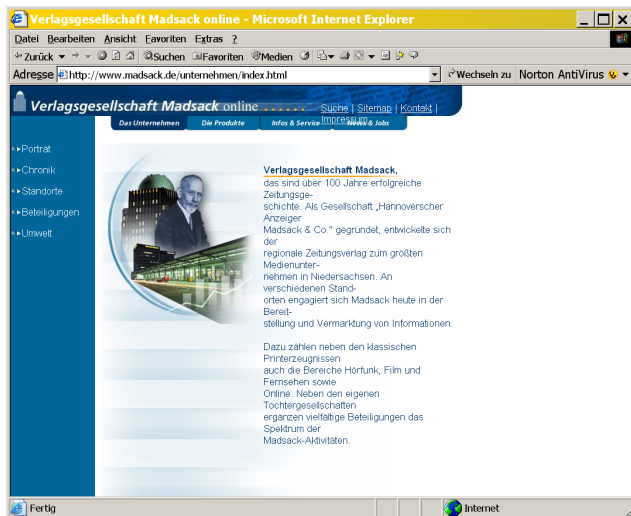 Verlagsgesellschaft Madsack online - Microsoft Internet Explorer
Datei Bearbeiten Ansicht Favoriten Extras ?
Zurück Suchen Favoriten Medien
Adresse http://www.madsack.de/unternehmen/index.html Wechseln zu Norton AntiVirus
Verlagsgesellschaft Madsack online
Suche | Sitemap | Kontakt |
Impressum
Das Unternehmen Die Produkte Infos & Service News & Jobs
Portrat
Chronik
Standorte
Beteiligungen
Umwelt
Verlagsgesellschaft Madsack,
das sind über 100 Jahre erfolgreiche
Zeitungsge-
schichte. Als Gesellschaft „Hannoverscher
Anzeiger
Madsack & Co." gegründet, entwickelte sich
der
regionale Zeitungsverlag zum größten
Medienunter-
nehmen in Niedersachsen. An
verschiedenen Stand-
orten engagiert sich Madsack heute in der
Bereit-
stellung und Vermarktung von Informationen.
Dazu zählen neben den klassischen
Printerzeugnissen
auch die Bereiche Hörfunk, Film und
Fernsehen sowie
Online. Neben den eigenen
Tochtergesellschaften
ergänzen vielfältige Beteiligungen das
Spektrum der
Madsack-Aktivitäten.
Fertig Internet